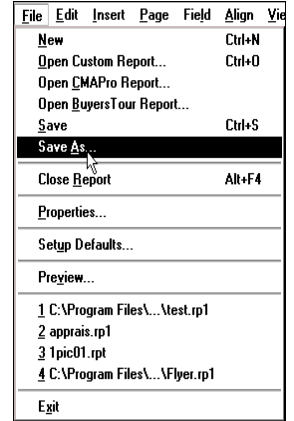 File Edit Insert Page Field Align Vie
New Ctrl+N
Open Custom Report... Ctrl+O
Open CMAPro Report...
Open BuyersTour Report...
Save Ctrl+S
Save As...
Close Report Alt+F4
Properties...
Setup Defaults...
Preview...
1 C:\Program Files\...\test.rp1
2 apprais.rp1
3 1pic01.rpt
4 C:\Program Files\...\Flyer.rp1
Exit